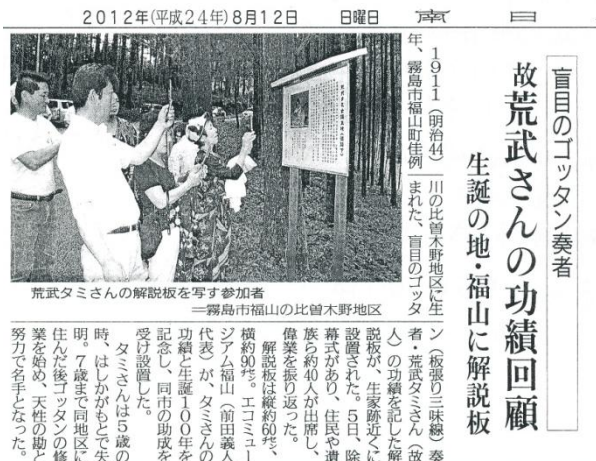 2012年(平成24年)8月12日 日曜日 南日
盲目のゴッタン奏者
故荒武さんの功績回顧
生誕の地・福山に解説板
1911(明治44)
年、霧島市福山町佳例
川の比曽木野地区に生
まれた、盲目のゴッタ
ン(板張り三味線)奏
者・荒武タミさん(故
人)の功績を記した解
説板が、生家跡近くに
設置された。5日、除
幕式があり、住民や遺
族ら約40人が出席し、
偉業を振り返った。
解説板は縦約60㌢、
横約90㌢。エコミュー
ジアム福山(前田義人
代表)が、タミさんの
功績と生誕100年を
記念し、同市の助成を
受け設置した。
タミさんは5歳の
時、はしかがもとで失
明。7歳まで同地区に
住んだ後ゴッタンの修
業を始め、天性の勘と
努力で名手となった。
荒武タミさんの解説板を写す参加者
=霧島市福山の比曽木野地区